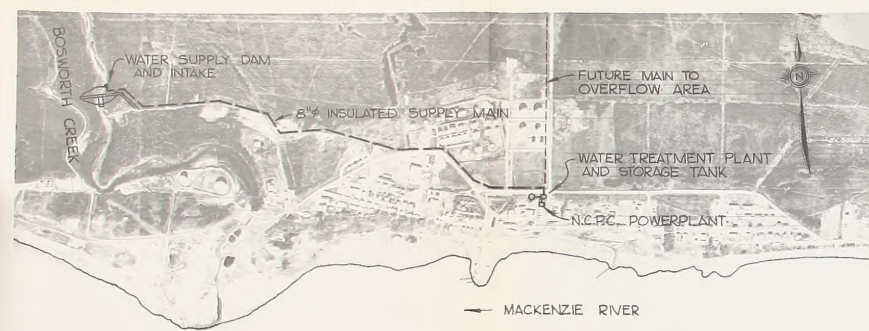 BOSWORTH CREEK
WATER SUPPLY DAM
AND INTAKE
8"φ INSULATED SUPPLY MAIN
FUTURE MAIN TO
OVERFLOW AREA
N
WATER TREATMENT PLANT
AND STORAGE TANK
N.C.P.C. POWERPLANT
MACKENZIE RIVER